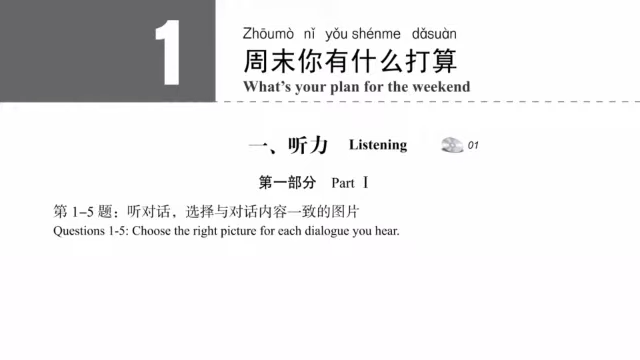 1
Zhōumò nǐ yǒu shénme dǎsuàn
周末你有什么打算
What's your plan for the weekend
一、听力 Listening 01
第一部分 Part Ⅰ
第 1-5 题：听对话，选择与对话内容一致的图片
Questions 1-5: Choose the right picture for each dialogue you hear.